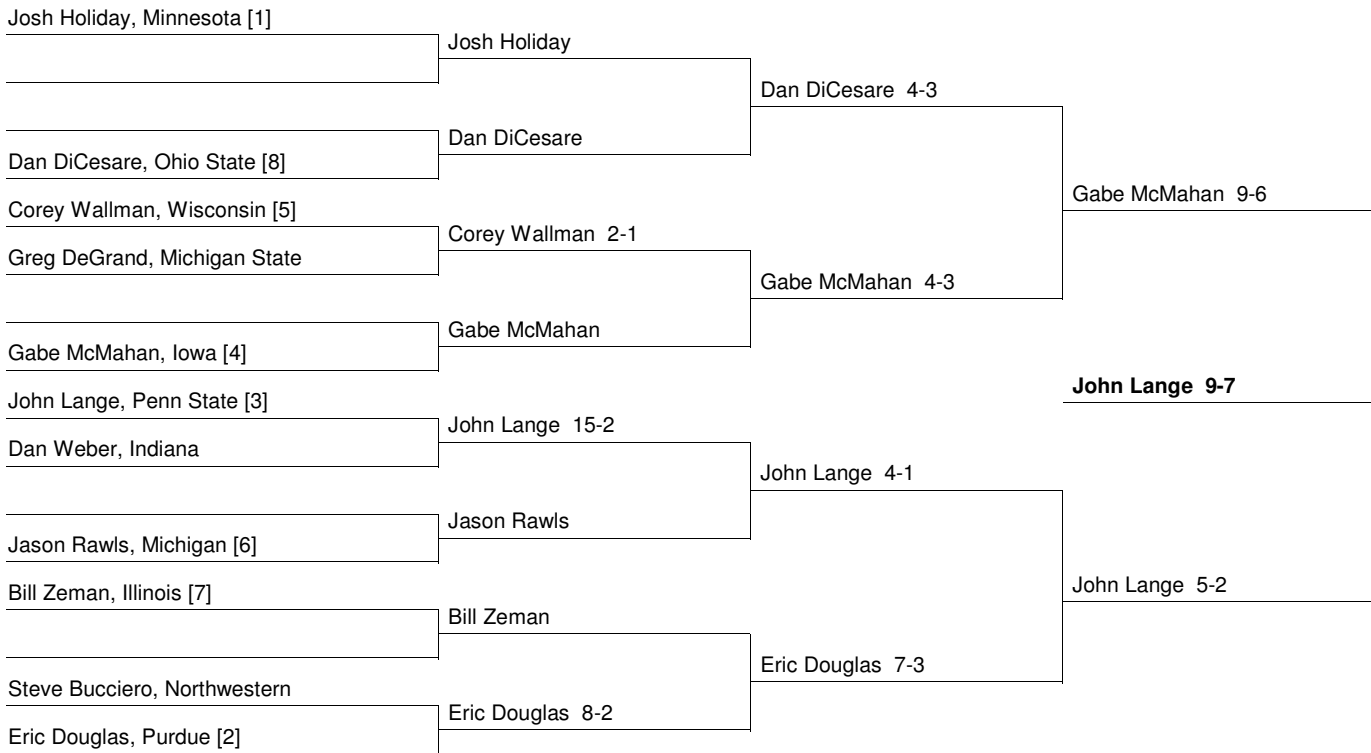 Josh Holiday, Minnesota [1]
Josh Holiday
Dan DiCesare 4-3
Dan DiCesare
Dan DiCesare, Ohio State [8]
Gabe McMahan 9-6
Corey Wallman, Wisconsin [5]
Corey Wallman 2-1
Greg DeGrand, Michigan State
Gabe McMahan 4-3
Gabe McMahan
Gabe McMahan, Iowa [4]
John Lange 9-7
John Lange, Penn State [3]
John Lange 15-2
Dan Weber, Indiana
John Lange 4-1
Jason Rawls
Jason Rawls, Michigan [6]
John Lange 5-2
Bill Zeman, Illinois [7]
Bill Zeman
Eric Douglas 7-3
Steve Bucciero, Northwestern
Eric Douglas 8-2
Eric Douglas, Purdue [2]